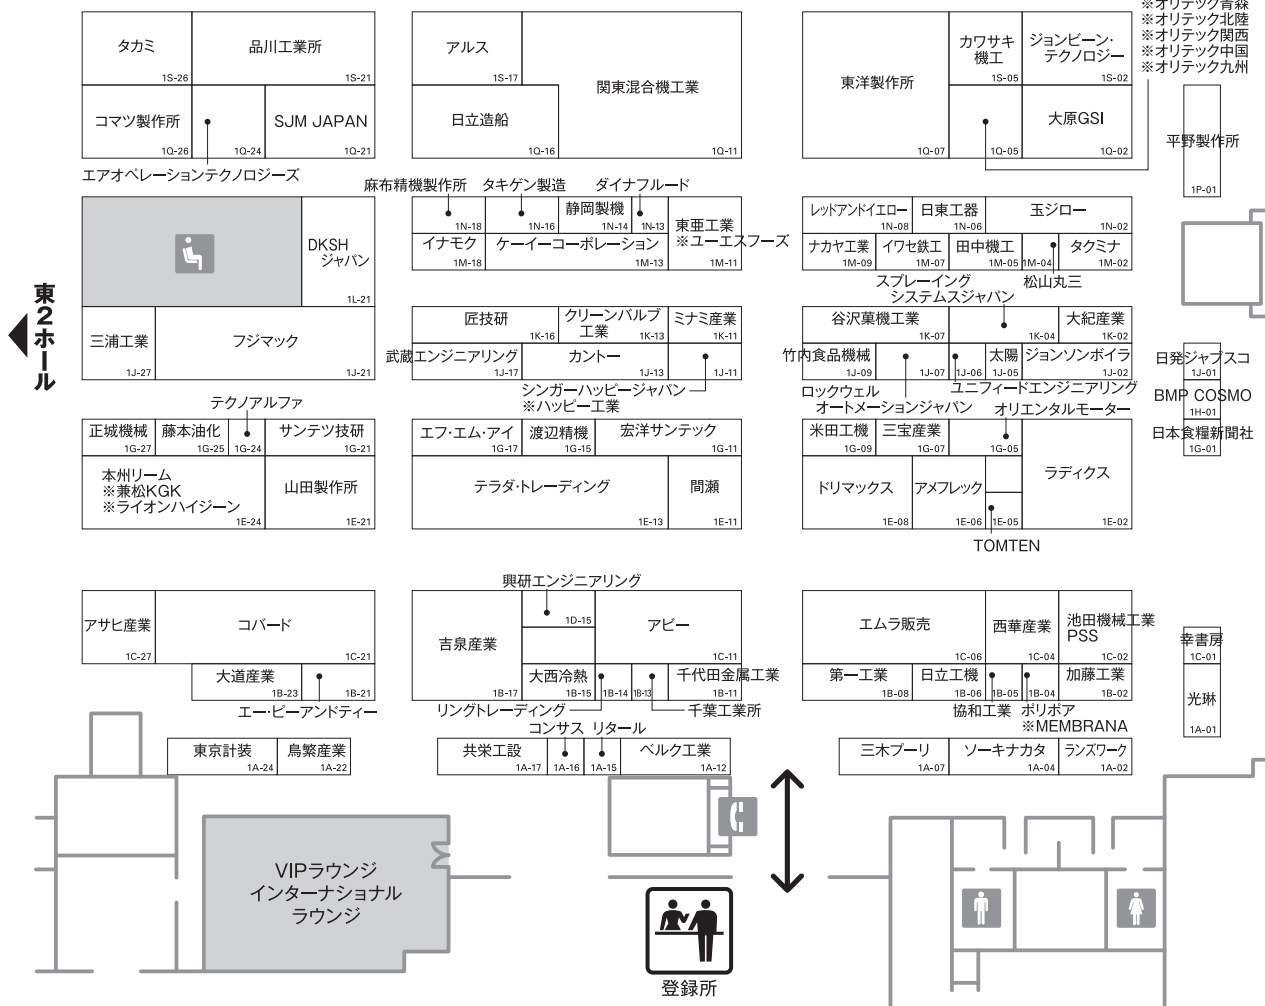 ※オリテック青森
※オリテック北陸
※オリテック関西
※オリテック中国
※オリテック九州
タカミ
1S-26
品川工業所
1S-21
アルス
1S-17
関東混合機工業
1Q-11
東洋製作所
1Q-07
カワサキ
機工
1S-05
ジョンビーン・
テクノロジー
1S-02
コマツ製作所
1Q-26
1Q-24
SJM JAPAN
1Q-21
日立造船
1Q-16
1Q-05
大原GSI
1Q-02
平野製作所
1P-01
エアオペレーションテクノロジーズ
麻布精機製作所
タキゲン製造
ダイナフルード
1N-18
1N-16
静岡製機
1N-14
1N-13
東亜工業
※ユーエスフーズ
1M-11
イナモク
1M-18
ケーイーコーポレーション
1M-13
レッドアンドイエロー
1N-08
日東工器
1N-06
玉ジロー
1N-02
ナカヤ工業
1M-09
イワセ鉄工
1M-07
田中機工
1M-05
1M-04
タクミナ
1M-02
DKSH
ジャパン
1L-21
スプレーイング
システムスジャパン
松山丸三
東2ホール
三浦工業
1J-27
フジマック
1J-21
匠技研
1K-16
クリーンバルブ
工業
1K-13
ミナミ産業
1K-11
武蔵エンジニアリング
1J-17
カントー
1J-13
1J-11
シンガーハッピージャパン
※ハッピー工業
谷沢菓機工業
1K-07
1K-04
大紀産業
1K-02
竹内食品機械
1J-09
1J-07
1J-06
太陽
1J-05
ジョンソンボイラ
1J-02
日発ジャブスコ
1J-01
BMP COSMO
1H-01
日本食糧新聞社
1G-01
ロックウェル
オートメーションジャパン
ユニフィードエンジニアリング
オリエンタルモーター
テクノアルファ
正城機械
1G-27
藤本油化
1G-25
1G-24
サンテツ技研
1G-21
エフ・エム・アイ
1G-17
渡辺精機
1G-15
宏洋サンテック
1G-11
米田工機
1G-09
三宝産業
1G-07
1G-05
本州リーム
※兼松KGK
※ライオンハイジーン
1E-24
山田製作所
1E-21
テラダ・トレーディング
1E-13
間瀬
1E-11
ドリマックス
1E-08
アメフレック
1E-06
1E-05
ラディクス
1E-02
TOMTEN
興研エンジニアリング
アサヒ産業
1C-27
コバード
1C-21
吉泉産業
1B-17
1D-15
アビー
1C-11
エムラ販売
1C-06
西華産業
1C-04
池田機械工業
PSS
1C-02
幸書房
1C-01
大道産業
1B-23
1B-21
大西冷熱
1B-15
1B-14
1B-13
千代田金属工業
1B-11
第一工業
1B-08
日立工機
1B-06
1B-05
1B-04
加藤工業
1B-02
光琳
1A-01
エー・ピーアンドティー
リングトレーディング
千葉工業所
協和工業
ポリポア
※MEMBRANA
コンサス
リタール
東京計装
1A-24
鳥繁産業
1A-22
共栄工設
1A-17
1A-16
1A-15
ベルク工業
1A-12
三木プーリ
1A-07
ソーキナカタ
1A-04
ランズワーク
1A-02
VIPラウンジ
インターナショナル
ラウンジ
登録所